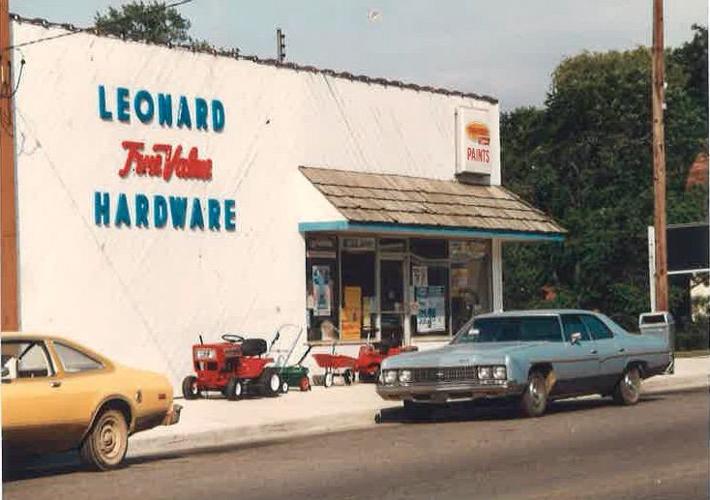 LEONARD
True Value
HARDWARE
PAINTS